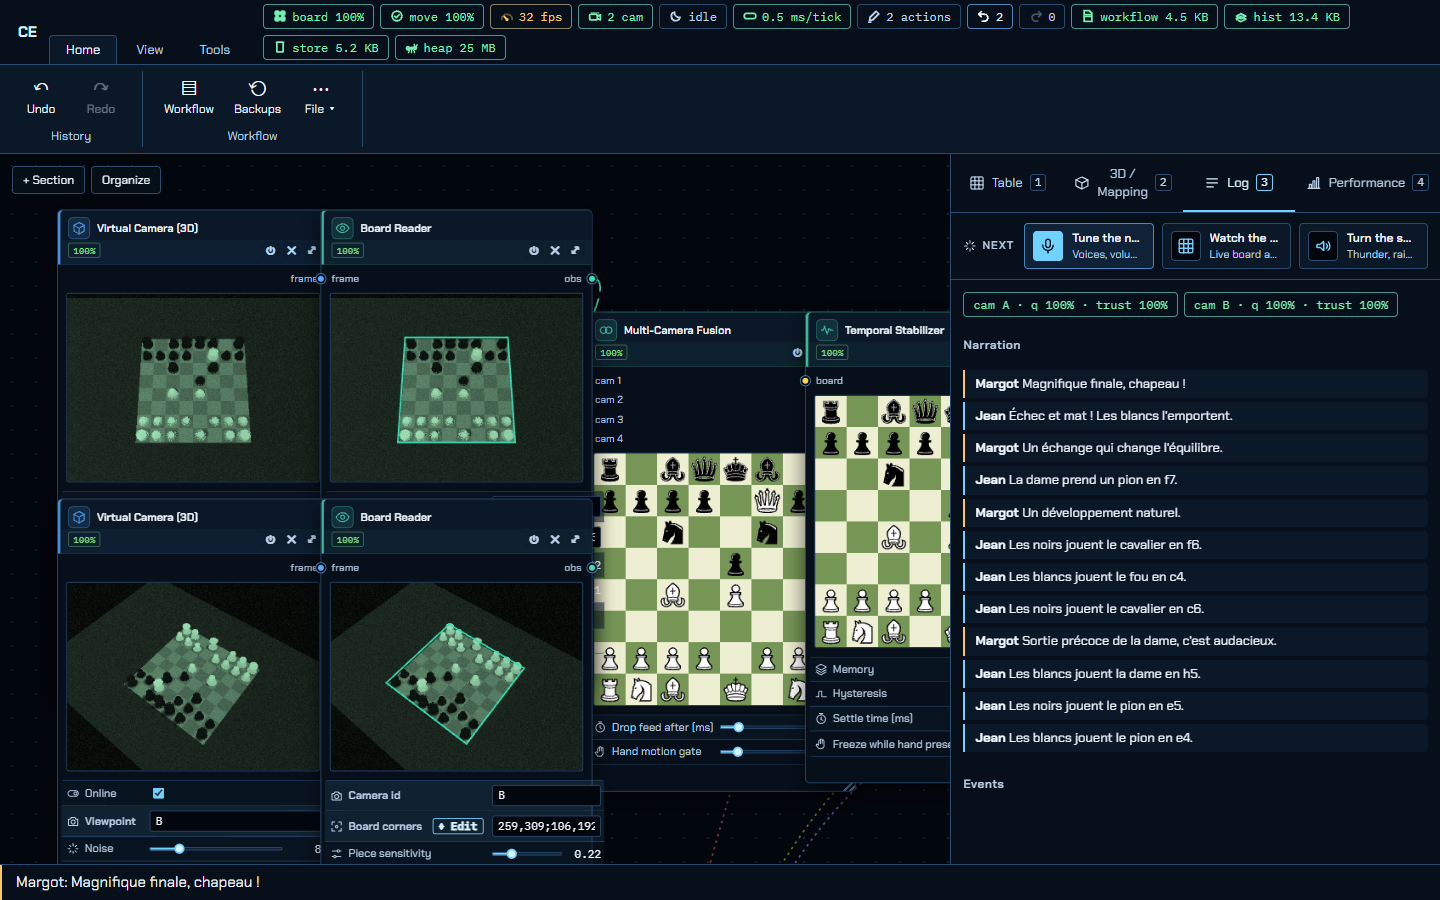 CE
Home
View
Tools
board 100%
move 100%
32 fps
2 cam
idle
0.5 ms/tick
2 actions
2
0
workflow 4.5 KB
hist 13.4 KB
store 5.2 KB
heap 25 MB
Undo
Redo
History
Workflow
Backups
File
Workflow
+ Section
Organize
Table 1
3D / Mapping 2
Log 3
Performance 4
NEXT
Tune the n...
Voices, volu...
Watch the ...
Live board a...
Turn the s...
Thunder, rai...
cam A · q 100% · trust 100%
cam B · q 100% · trust 100%
Narration
Margot Magnifique finale, chapeau !
Jean Échec et mat ! Les blancs l'emportent.
Margot Un échange qui change l'équilibre.
Jean La dame prend un pion en f7.
Margot Un développement naturel.
Jean Les noirs jouent le cavalier en f6.
Jean Les blancs jouent le fou en c4.
Jean Les noirs jouent le cavalier en c6.
Margot Sortie précoce de la dame, c'est audacieux.
Jean Les blancs jouent la dame en h5.
Jean Les noirs jouent le pion en e5.
Jean Les blancs jouent le pion en e4.
Events
Virtual Camera (3D)
100%
frame
Board Reader
100%
frame
obs
Multi-Camera Fusion
100%
cam 1
cam 2
cam 3
cam 4
Drop feed after (ms)
Hand motion gate
Temporal Stabilizer
100%
board
Memory
Hysteresis
Settle time (ms)
Freeze while hand prese
Virtual Camera (3D)
100%
frame
Online
Viewpoint
B
Noise
8
Board Reader
100%
frame
obs
Camera id
B
Board corners
Edit
259,309;106,192
Piece sensitivity
0.22
Margot: Magnifique finale, chapeau !